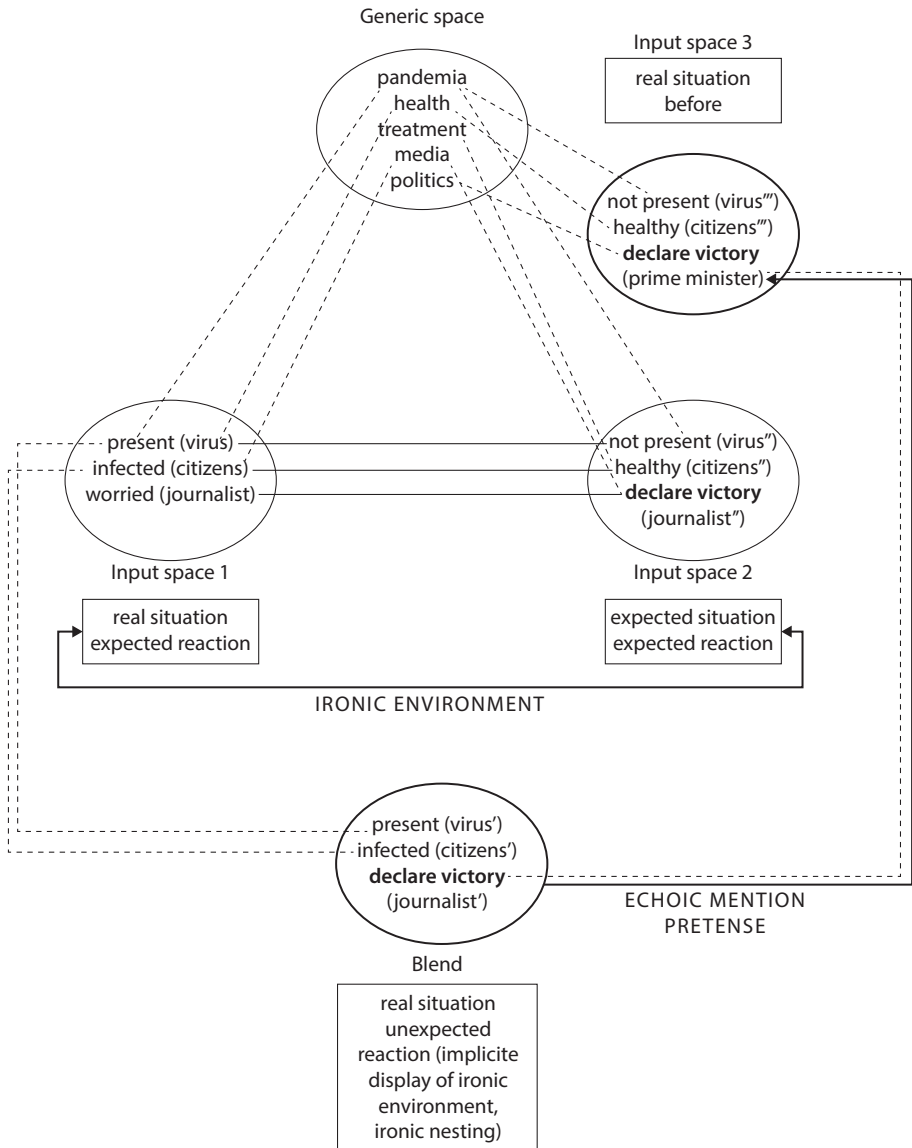 Generic space
pandemia
health
treatment
media
politics
Input space 3
real situation
before
not present (virus‴)
healthy (citizens‴)
declare victory
(prime minister)
present (virus)
infected (citizens)
worried (journalist)
not present (virus″)
healthy (citizens″)
declare victory
(journalist″)
Input space 1
real situation
expected reaction
Input space 2
expected situation
expected reaction
IRONIC ENVIRONMENT
present (virus′)
infected (citizens′)
declare victory
(journalist′)
ECHOIC MENTION
PRETENSE
Blend
real situation
unexpected
reaction (implicite
display of ironic
environment,
ironic nesting)